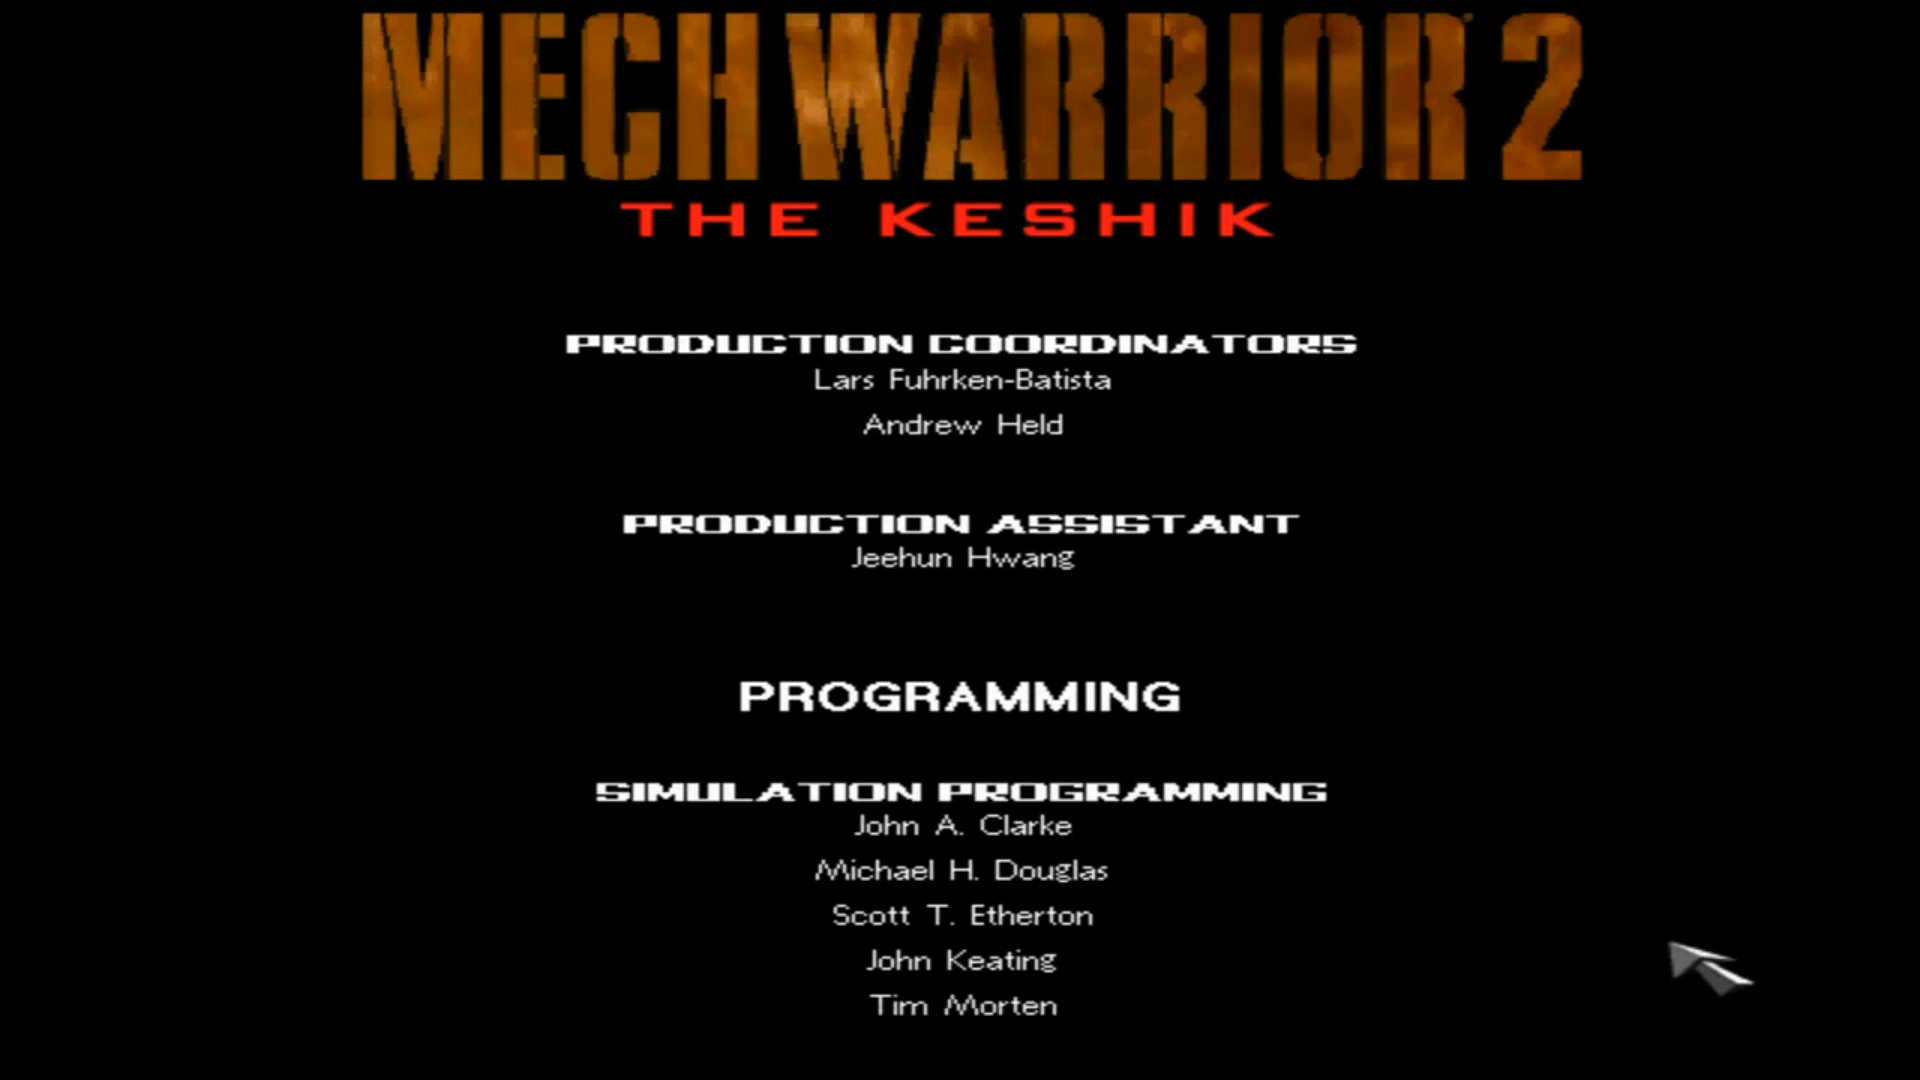 MECHWARRIOR 2
THE KESHIK
PRODUCTION COORDINATORS
Lars Fuhrken-Batista
Andrew Held
PRODUCTION ASSISTANT
Jeehun Hwang
PROGRAMMING
SIMULATION PROGRAMMING
John A. Clarke
Michael H. Douglas
Scott T. Etherton
John Keating
Tim Morten